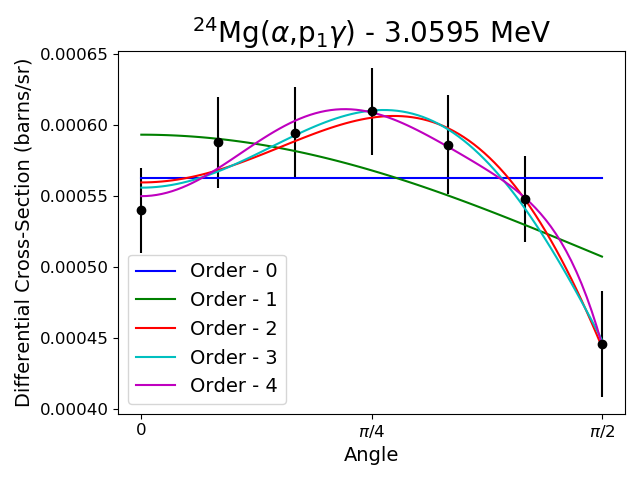 ²⁴Mg(α,p₁γ) - 3.0595 MeV
Differential Cross-Section (barns/sr)
0.00065
0.00060
0.00055
0.00050
0.00045
0.00040
Order - 0
Order - 1
Order - 2
Order - 3
Order - 4
0
π/4
π/2
Angle